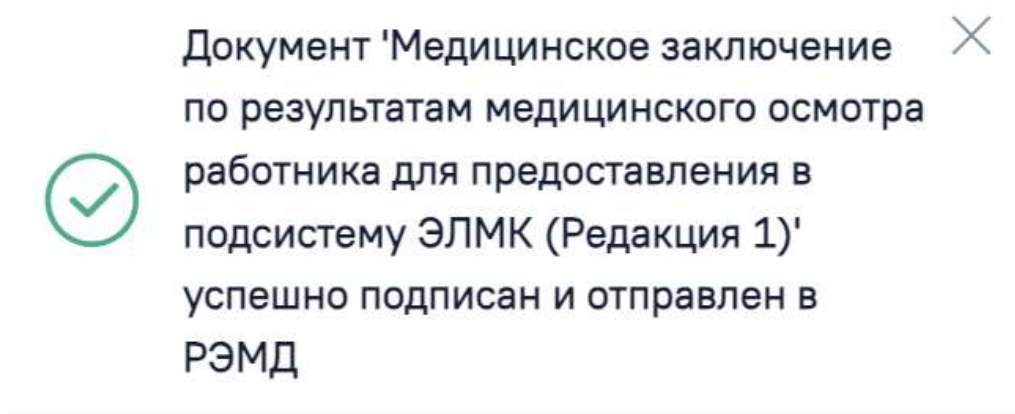 Документ 'Медицинское заключение
по результатам медицинского осмотра
работника для предоставления в
подсистему ЭЛМК (Редакция 1)'
успешно подписан и отправлен в
РЭМД